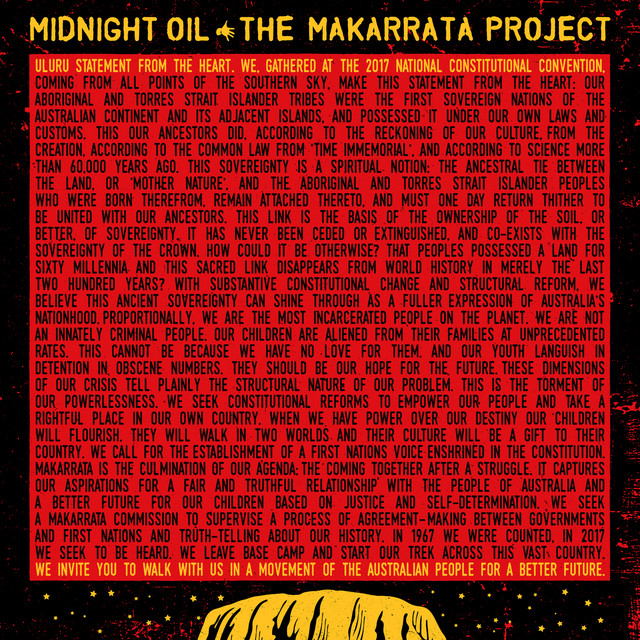 MIDNIGHT OIL THE MAKARRATA PROJECT
ULURU STATEMENT FROM THE HEART. WE, GATHERED AT THE 2017 NATIONAL CONSTITUTIONAL CONVENTION,
COMING FROM ALL POINTS OF THE SOUTHERN SKY, MAKE THIS STATEMENT FROM THE HEART: OUR
ABORIGINAL AND TORRES STRAIT ISLANDER TRIBES WERE THE FIRST SOVEREIGN NATIONS OF THE
AUSTRALIAN CONTINENT AND ITS ADJACENT ISLANDS, AND POSSESSED IT UNDER OUR OWN LAWS AND
CUSTOMS. THIS OUR ANCESTORS DID, ACCORDING TO THE RECKONING OF OUR CULTURE, FROM THE
CREATION, ACCORDING TO THE COMMON LAW FROM 'TIME IMMEMORIAL', AND ACCORDING TO SCIENCE MORE
THAN 60,000 YEARS AGO. THIS SOVEREIGNTY IS A SPIRITUAL NOTION: THE ANCESTRAL TIE BETWEEN
THE LAND, OR 'MOTHER NATURE', AND THE ABORIGINAL AND TORRES STRAIT ISLANDER PEOPLES
WHO WERE BORN THEREFROM, REMAIN ATTACHED THERETO, AND MUST ONE DAY RETURN THITHER TO
BE UNITED WITH OUR ANCESTORS. THIS LINK IS THE BASIS OF THE OWNERSHIP OF THE SOIL, OR
BETTER, OF SOVEREIGNTY. IT HAS NEVER BEEN CEDED OR EXTINGUISHED, AND CO-EXISTS WITH THE
SOVEREIGNTY OF THE CROWN. HOW COULD IT BE OTHERWISE? THAT PEOPLES POSSESSED A LAND FOR
SIXTY MILLENNIA AND THIS SACRED LINK DISAPPEARS FROM WORLD HISTORY IN MERELY THE LAST
TWO HUNDRED YEARS? WITH SUBSTANTIVE CONSTITUTIONAL CHANGE AND STRUCTURAL REFORM, WE
BELIEVE THIS ANCIENT SOVEREIGNTY CAN SHINE THROUGH AS A FULLER EXPRESSION OF AUSTRALIA'S
NATIONHOOD. PROPORTIONALLY, WE ARE THE MOST INCARCERATED PEOPLE ON THE PLANET. WE ARE NOT
AN INNATELY CRIMINAL PEOPLE. OUR CHILDREN ARE ALIENED FROM THEIR FAMILIES AT UNPRECEDENTED
RATES. THIS CANNOT BE BECAUSE WE HAVE NO LOVE FOR THEM. AND OUR YOUTH LANGUISH IN
DETENTION IN OBSCENE NUMBERS. THEY SHOULD BE OUR HOPE FOR THE FUTURE. THESE DIMENSIONS
OF OUR CRISIS TELL PLAINLY THE STRUCTURAL NATURE OF OUR PROBLEM. THIS IS THE TORMENT OF
OUR POWERLESSNESS. WE SEEK CONSTITUTIONAL REFORMS TO EMPOWER OUR PEOPLE AND TAKE A
RIGHTFUL PLACE IN OUR OWN COUNTRY. WHEN WE HAVE POWER OVER OUR DESTINY OUR CHILDREN
WILL FLOURISH. THEY WILL WALK IN TWO WORLDS AND THEIR CULTURE WILL BE A GIFT TO THEIR
COUNTRY. WE CALL FOR THE ESTABLISHMENT OF A FIRST NATIONS VOICE ENSHRINED IN THE CONSTITUTION.
MAKARRATA IS THE CULMINATION OF OUR AGENDA: THE COMING TOGETHER AFTER A STRUGGLE. IT CAPTURES
OUR ASPIRATIONS FOR A FAIR AND TRUTHFUL RELATIONSHIP WITH THE PEOPLE OF AUSTRALIA AND
A BETTER FUTURE FOR OUR CHILDREN BASED ON JUSTICE AND SELF-DETERMINATION. WE SEEK
A MAKARRATA COMMISSION TO SUPERVISE A PROCESS OF AGREEMENT-MAKING BETWEEN GOVERNMENTS
AND FIRST NATIONS AND TRUTH-TELLING ABOUT OUR HISTORY. IN 1967 WE WERE COUNTED, IN 2017
WE SEEK TO BE HEARD. WE LEAVE BASE CAMP AND START OUR TREK ACROSS THIS VAST COUNTRY.
WE INVITE YOU TO WALK WITH US IN A MOVEMENT OF THE AUSTRALIAN PEOPLE FOR A BETTER FUTURE.